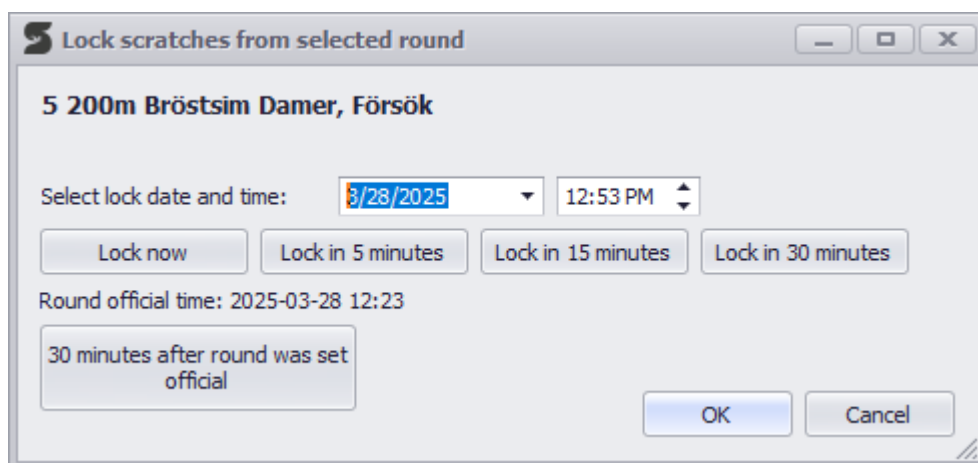 Lock scratches from selected round
5 200m Bröstsim Damer, Försök
Select lock date and time: 3/28/2025 12:53 PM
Lock now Lock in 5 minutes Lock in 15 minutes Lock in 30 minutes
Round official time: 2025-03-28 12:23
30 minutes after round was set
official
OK Cancel